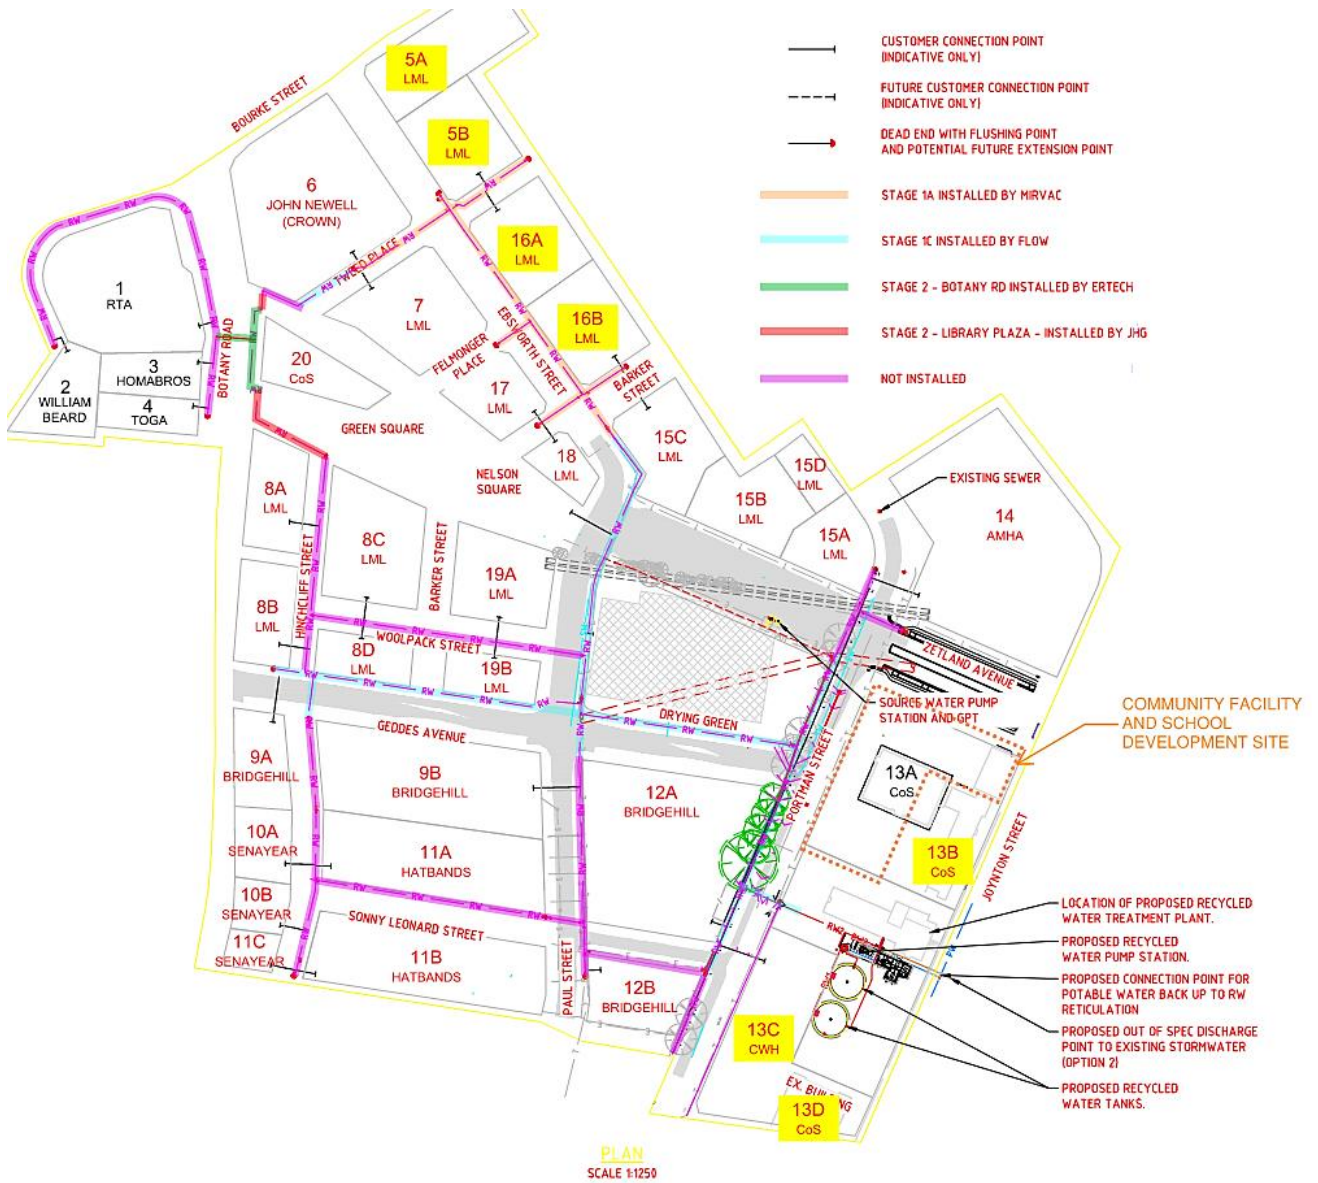 CUSTOMER CONNECTION POINT
(INDICATIVE ONLY)
FUTURE CUSTOMER CONNECTION POINT
(INDICATIVE ONLY)
DEAD END WITH FLUSHING POINT
AND POTENTIAL FUTURE EXTENSION POINT
STAGE 1A INSTALLED BY MIRVAC
STAGE 1C INSTALLED BY FLOW
STAGE 2 - BOTANY RD INSTALLED BY ERTECH
STAGE 2 - LIBRARY PLAZA - INSTALLED BY JHG
NOT INSTALLED
5A
LML
BOURKE STREET
5B
LML
6
JOHN NEWELL
(CROWN)
TWEED PLACE
16A
LML
1
RTA
7
LML
16B
LML
EBSWORTH STREET
FELMONGER
PLACE
BARKER
STREET
BOTANY ROAD
20
CoS
3
HOMABROS
2
WILLIAM
BEARD
4
TOGA
17
LML
GREEN SQUARE
15C
LML
18
LML
NELSON
SQUARE
15D
LML
15B
LML
15A
LML
EXISTING SEWER
14
AMHA
8A
LML
8C
LML
BARKER STREET
19A
LML
HINCHCLIFF STREET
8B
LML
WOOLPACK STREET
8D
LML
19B
LML
ZETLAND AVENUE
SOURCE WATER PUMP
STATION AND GPT
DRYING GREEN
GEDDES AVENUE
COMMUNITY FACILITY
AND SCHOOL
DEVELOPMENT SITE
9A
BRIDGEHILL
9B
BRIDGEHILL
12A
BRIDGEHILL
PORTMAN STREET
13A
CoS
10A
SENAYEAR
11A
HATBANDS
13B
CoS
JOYNTON STREET
10B
SENAYEAR
SONNY LEONARD STREET
11C
SENAYEAR
11B
HATBANDS
PAUL STREET
12B
BRIDGEHILL
LOCATION OF PROPOSED RECYCLED
WATER TREATMENT PLANT.
PROPOSED RECYCLED
WATER PUMP STATION.
PROPOSED CONNECTION POINT FOR
POTABLE WATER BACK UP TO RW
RETICULATION
PROPOSED OUT OF SPEC DISCHARGE
POINT TO EXISTING STORMWATER
(OPTION 2)
PROPOSED RECYCLED
WATER TANKS.
13C
CWH
EX. BUILDING
13D
CoS
PLAN
SCALE 1:1250